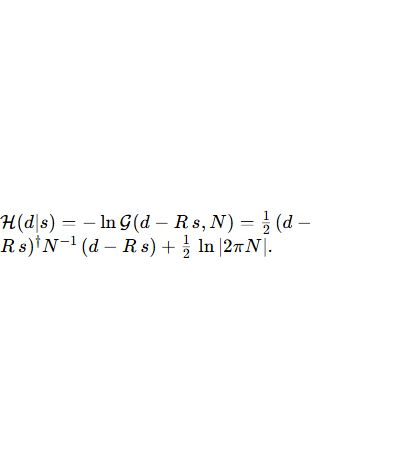 ℋ(d|s) = − ln 𝒢(d − R s, N) = ½ (d −
R s)†N⁻¹ (d − R s) + ½ ln |2πN|.